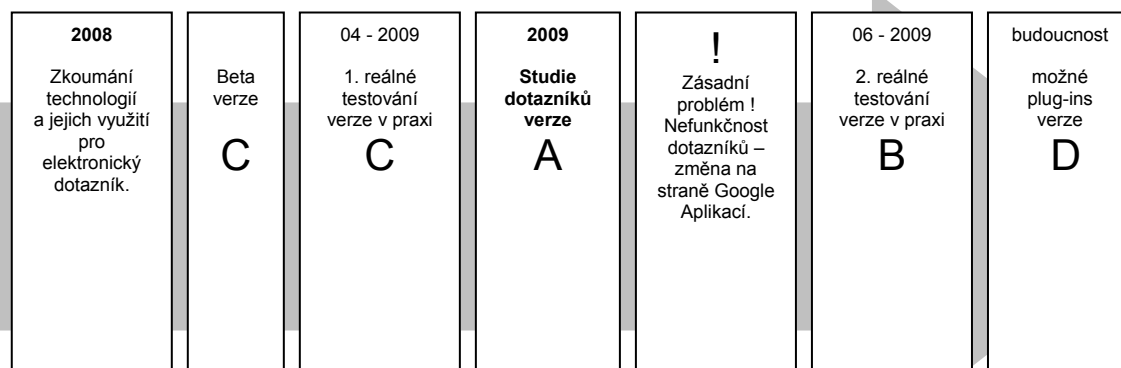 2008
Zkoumání
technologií
a jejich využití
pro
elektronický
dotazník.
Beta
verze
C
04 - 2009
1. reálné
testování
verze v praxi
C
2009
Studie
dotazníků
verze
A
!
Zásadní
problém !
Nefunkčnost
dotazníků –
změna na
straně Google
Aplikací.
06 - 2009
2. reálné
testování
verze v praxi
B
budoucnost
možné
plug-ins
verze
D